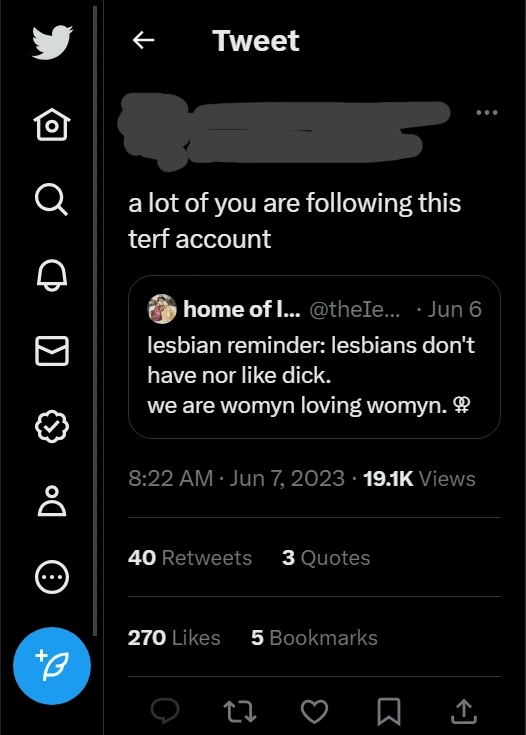 Tweet
a lot of you are following this
terf account
home of l... @theIe... · Jun 6
lesbian reminder: lesbians don't
have nor like dick.
we are womyn loving womyn. ⚢
8:22 AM · Jun 7, 2023 · 19.1K Views
40 Retweets 3 Quotes
270 Likes 5 Bookmarks